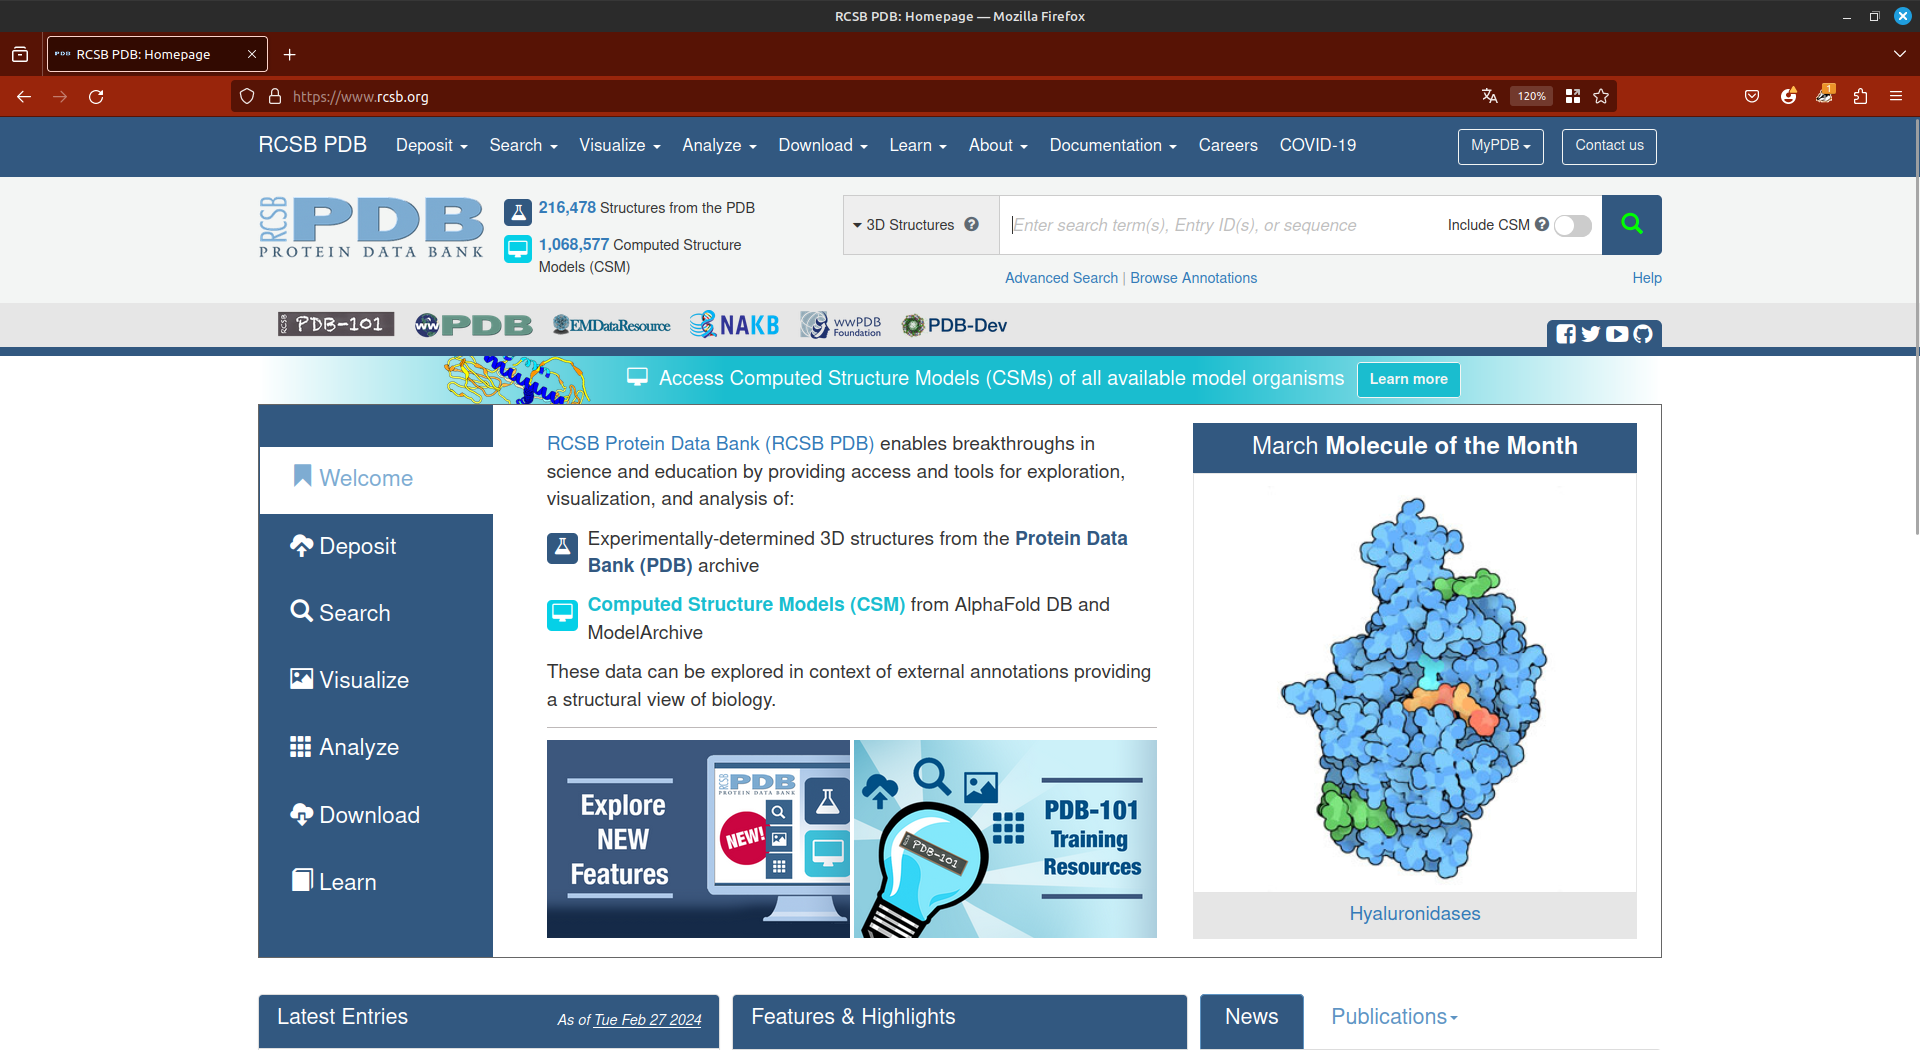 RCSB PDB: Homepage — Mozilla Firefox
RCSB PDB: Homepage
https://www.rcsb.org
120%
1
RCSB PDB Deposit Search Visualize Analyze Download Learn About Documentation Careers COVID-19 MyPDB Contact us
RCSB
PDB
PROTEIN DATA BANK
216,478 Structures from the PDB
1,068,577 Computed Structure
Models (CSM)
3D Structures ?
Enter search term(s), Entry ID(s), or sequence
Include CSM ?
Advanced Search | Browse Annotations
Help
RCSB PDB-101
wwPDB
EMDataResource
NAKB
wwPDB
Foundation
PDB-Dev
Access Computed Structure Models (CSMs) of all available model organisms Learn more
Welcome
Deposit
Search
Visualize
Analyze
Download
Learn
RCSB Protein Data Bank (RCSB PDB) enables breakthroughs in
science and education by providing access and tools for exploration,
visualization, and analysis of:
Experimentally-determined 3D structures from the Protein Data
Bank (PDB) archive
Computed Structure Models (CSM) from AlphaFold DB and
ModelArchive
These data can be explored in context of external annotations providing
a structural view of biology.
Explore
NEW
Features
RCSB
PDB
PROTEIN DATA BANK
NEW!
PDB-101
PDB-101
Training
Resources
March Molecule of the Month
Hyaluronidases
Latest Entries As of Tue Feb 27 2024
Features & Highlights
News Publications